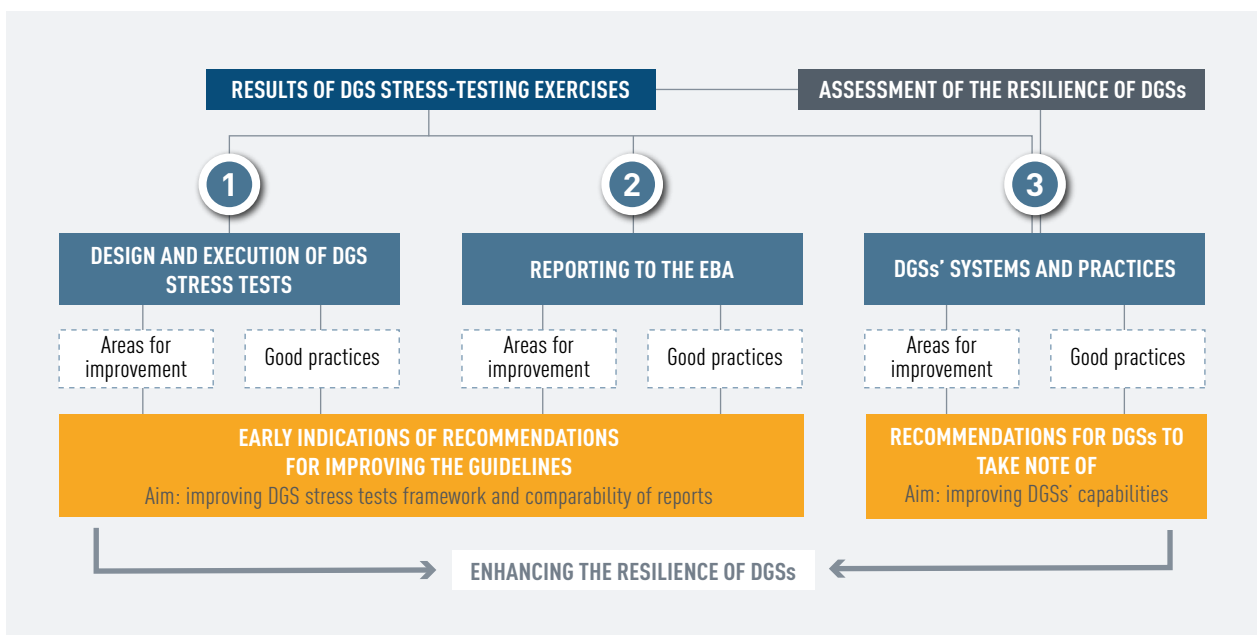 RESULTS OF DGS STRESS-TESTING EXERCISES
ASSESSMENT OF THE RESILIENCE OF DGSs
1
2
3
DESIGN AND EXECUTION OF DGS
STRESS TESTS
REPORTING TO THE EBA
DGSs’ SYSTEMS AND PRACTICES
Areas for
improvement
Good practices
Areas for
improvement
Good practices
Areas for
improvement
Good practices
EARLY INDICATIONS OF RECOMMENDATIONS
FOR IMPROVING THE GUIDELINES
Aim: improving DGS stress tests framework and comparability of reports
RECOMMENDATIONS FOR DGSs TO
TAKE NOTE OF
Aim: improving DGSs’ capabilities
ENHANCING THE RESILIENCE OF DGSs